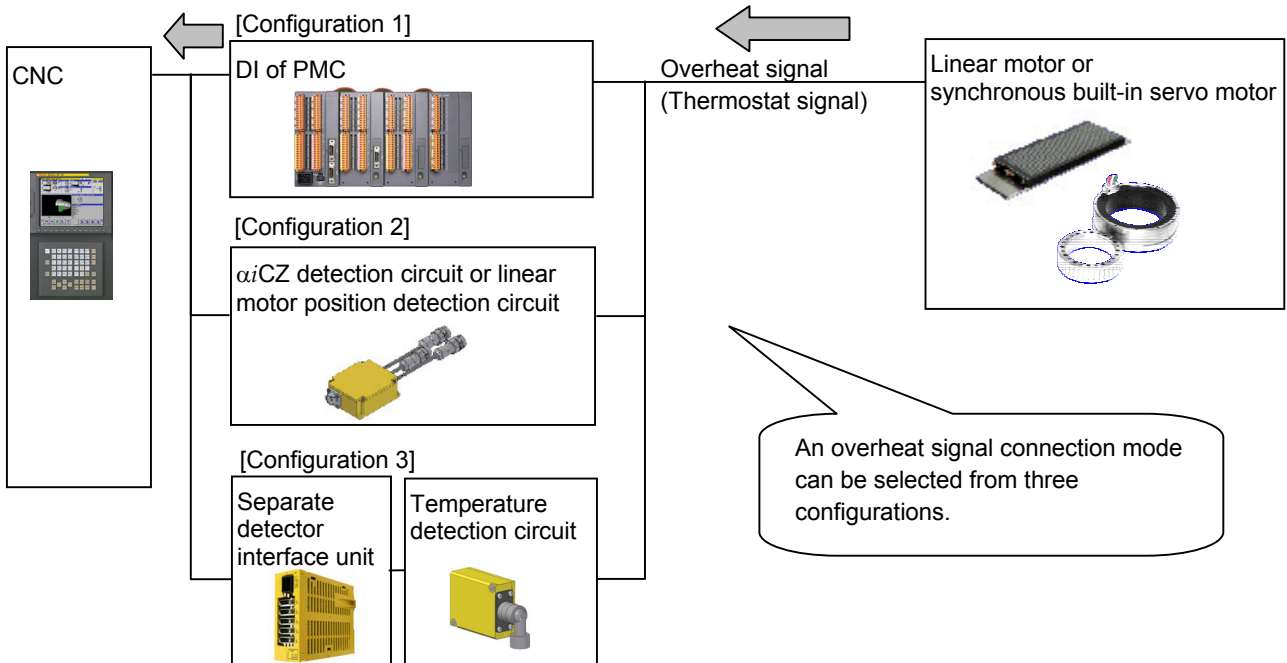 [Configuration 1]
CNC
DI of PMC
Overheat signal
(Thermostat signal)
Linear motor or
synchronous built-in servo motor
[Configuration 2]
αiCZ detection circuit or linear
motor position detection circuit
An overheat signal connection mode
can be selected from three
configurations.
[Configuration 3]
Separate
detector
interface unit
Temperature
detection circuit